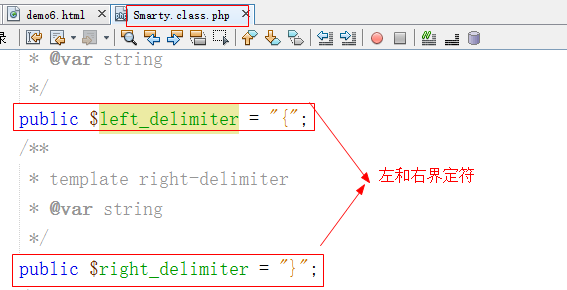 demo6.html
Smarty.class.php
录
* @var string
*/
public $left_delimiter = "{";
/**
* template right-delimiter
* @var string
*/
public $right_delimiter = "}";
左和右界定符